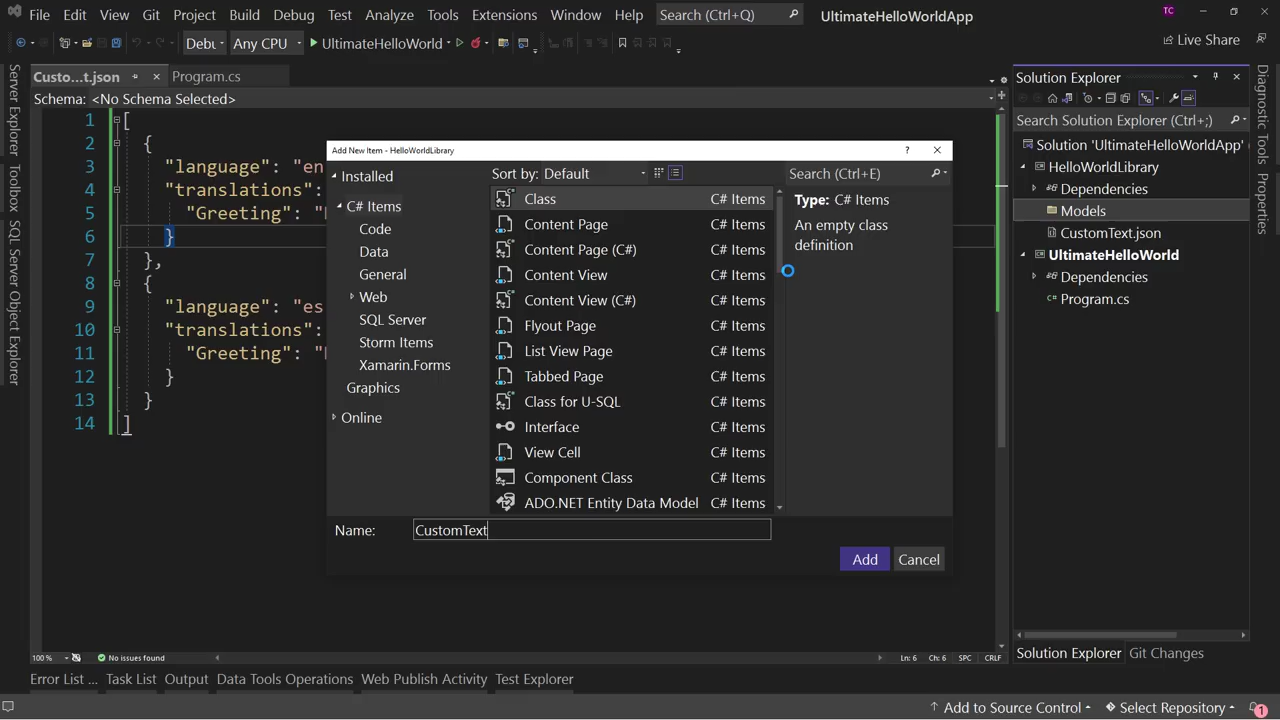 File Edit View Git Project Build Debug Test Analyze Tools Extensions Window Help Search (Ctrl+Q) UltimateHelloWorldApp TC
Debu Any CPU UltimateHelloWorld Live Share
Custo...t.json Program.cs
Schema: <No Schema Selected>
1 [
2 {
3 "language": "en
4 "translations":
5 "Greeting": "
6 }
7 },
8 {
9 "language": "es
10 "translations":
11 "Greeting": "
12 }
13 }
14 ]
Server Explorer
Toolbox
SQL Server Object Explorer
Add New Item - HelloWorldLibrary ?
Installed
C# Items
Code
Data
General
Web
SQL Server
Storm Items
Xamarin.Forms
Graphics
Online
Sort by: Default
Class C# Items
Content Page C# Items
Content Page (C#) C# Items
Content View C# Items
Content View (C#) C# Items
Flyout Page C# Items
List View Page C# Items
Tabbed Page C# Items
Class for U-SQL C# Items
Interface C# Items
View Cell C# Items
Component Class C# Items
ADO.NET Entity Data Model C# Items
Search (Ctrl+E)
Type: C# Items
An empty class
definition
Name: CustomText
Add Cancel
Solution Explorer
Search Solution Explorer (Ctrl+;)
Solution 'UltimateHelloWorldApp'
HelloWorldLibrary
Dependencies
Models
CustomText.json
UltimateHelloWorld
Dependencies
Program.cs
Solution Explorer Git Changes
Diagnostic Tools
100 % No issues found Ln: 6 Ch: 6 SPC CRLF
Error List ... Task List Output Data Tools Operations Web Publish Activity Test Explorer
Add to Source Control Select Repository 1